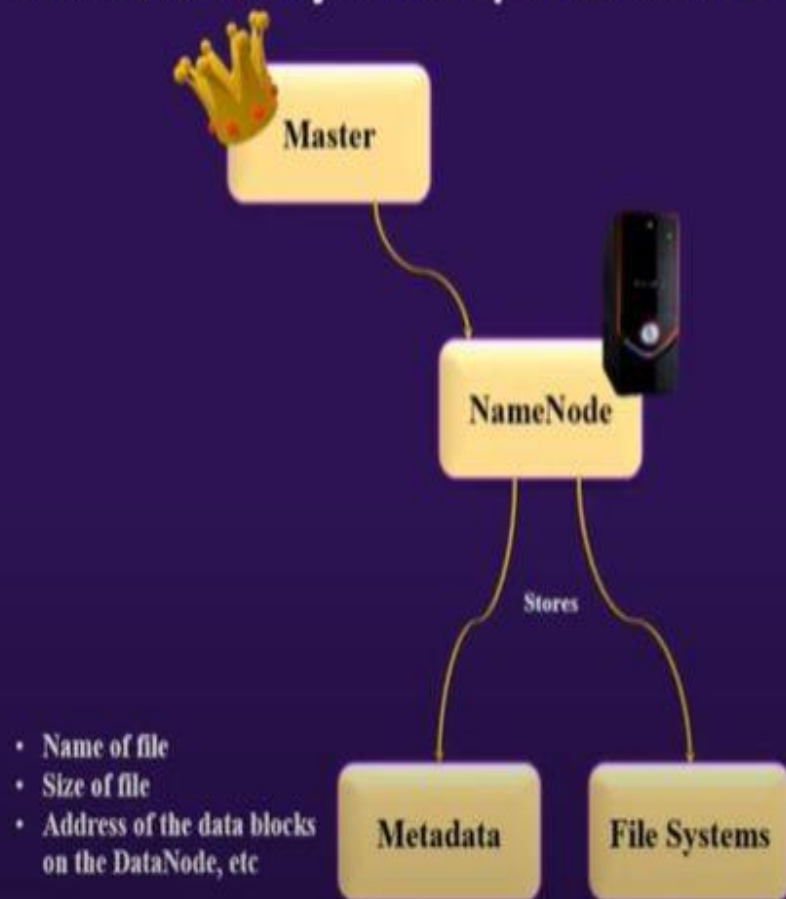 Master
NameNode
Stores
• Name of file
• Size of file
• Address of the data blocks
on the DataNode, etc
Metadata
File Systems